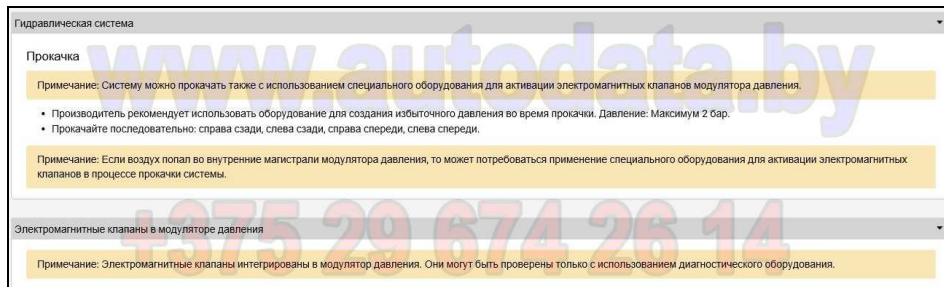 Гидравлическая система
Прокачка
Примечание: Систему можно прокачать также с использованием специального оборудования для активации электромагнитных клапанов модулятора давления.
• Производитель рекомендует использовать оборудование для создания избыточного давления во время прокачки. Давление: Максимум 2 бар.
• Прокачайте последовательно: справа сзади, слева сзади, справа спереди, слева спереди.
Примечание: Если воздух попал во внутренние магистрали модулятора давления, то может потребоваться применение специального оборудования для активации электромагнитных
клапанов в процессе прокачки системы.
Электромагнитные клапаны в модуляторе давления
Примечание: Электромагнитные клапаны интегрированы в модулятор давления. Они могут быть проверены только с использованием диагностического оборудования.
www.autodata.by
+375 29 674 26 14